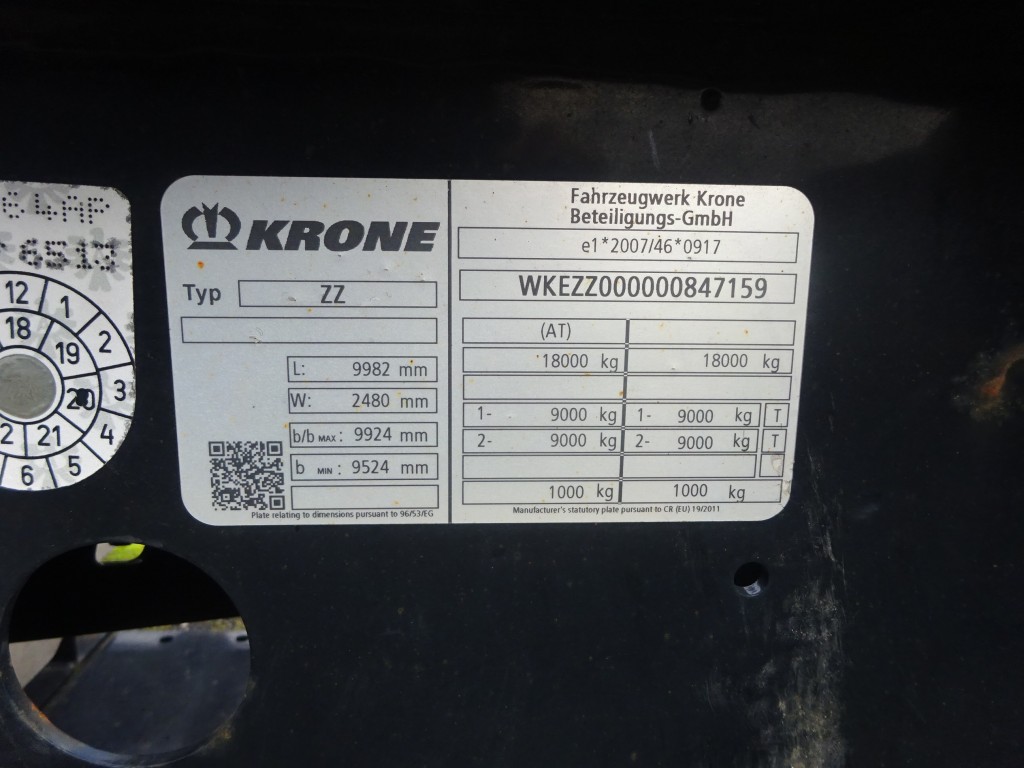 6513
12 1 2 3 4 5 6
18 19 20 21
KRONE
Typ ZZ
L: 9982 mm
W: 2480 mm
b/b MAX: 9924 mm
b MIN: 9524 mm
Plate relating to dimensions pursuant to 96/53/EG
Fahrzeugwerk Krone
Beteiligungs-GmbH
e1*2007/46*0917
WKEZZ000000847159
(AT)
18000 kg 18000 kg
1- 9000 kg 1- 9000 kg T
2- 9000 kg 2- 9000 kg T
1000 kg 1000 kg
Manufacturer's statutory plate pursuant to CR (EU) 19/2011